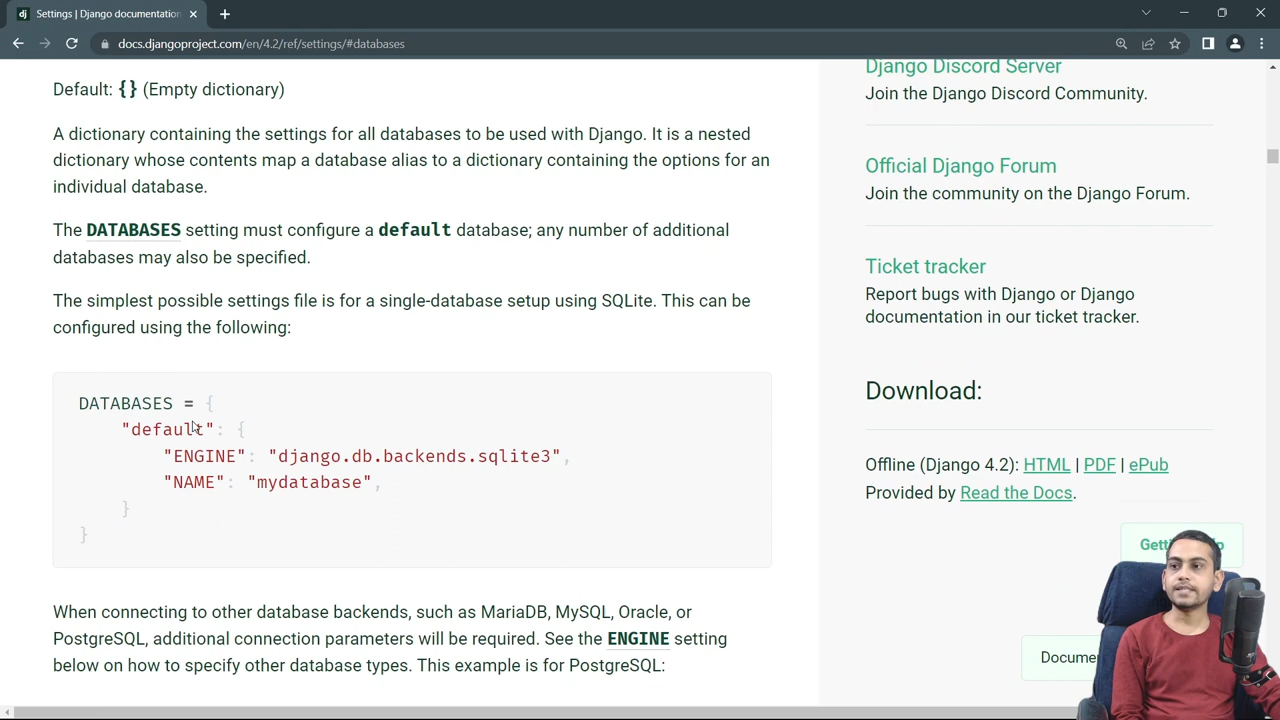 Settings | Django documentation
docs.djangoproject.com/en/4.2/ref/settings/#databases
Default: {} (Empty dictionary)
A dictionary containing the settings for all databases to be used with Django. It is a nested
dictionary whose contents map a database alias to a dictionary containing the options for an
individual database.
The DATABASES setting must configure a default database; any number of additional
databases may also be specified.
The simplest possible settings file is for a single-database setup using SQLite. This can be
configured using the following:
DATABASES = {
"default": {
"ENGINE": "django.db.backends.sqlite3",
"NAME": "mydatabase",
}
}
When connecting to other database backends, such as MariaDB, MySQL, Oracle, or
PostgreSQL, additional connection parameters will be required. See the ENGINE setting
below on how to specify other database types. This example is for PostgreSQL:
Django Discord Server
Join the Django Discord Community.
Official Django Forum
Join the community on the Django Forum.
Ticket tracker
Report bugs with Django or Django
documentation in our ticket tracker.
Download:
Offline (Django 4.2): HTML | PDF | ePub
Provided by Read the Docs.